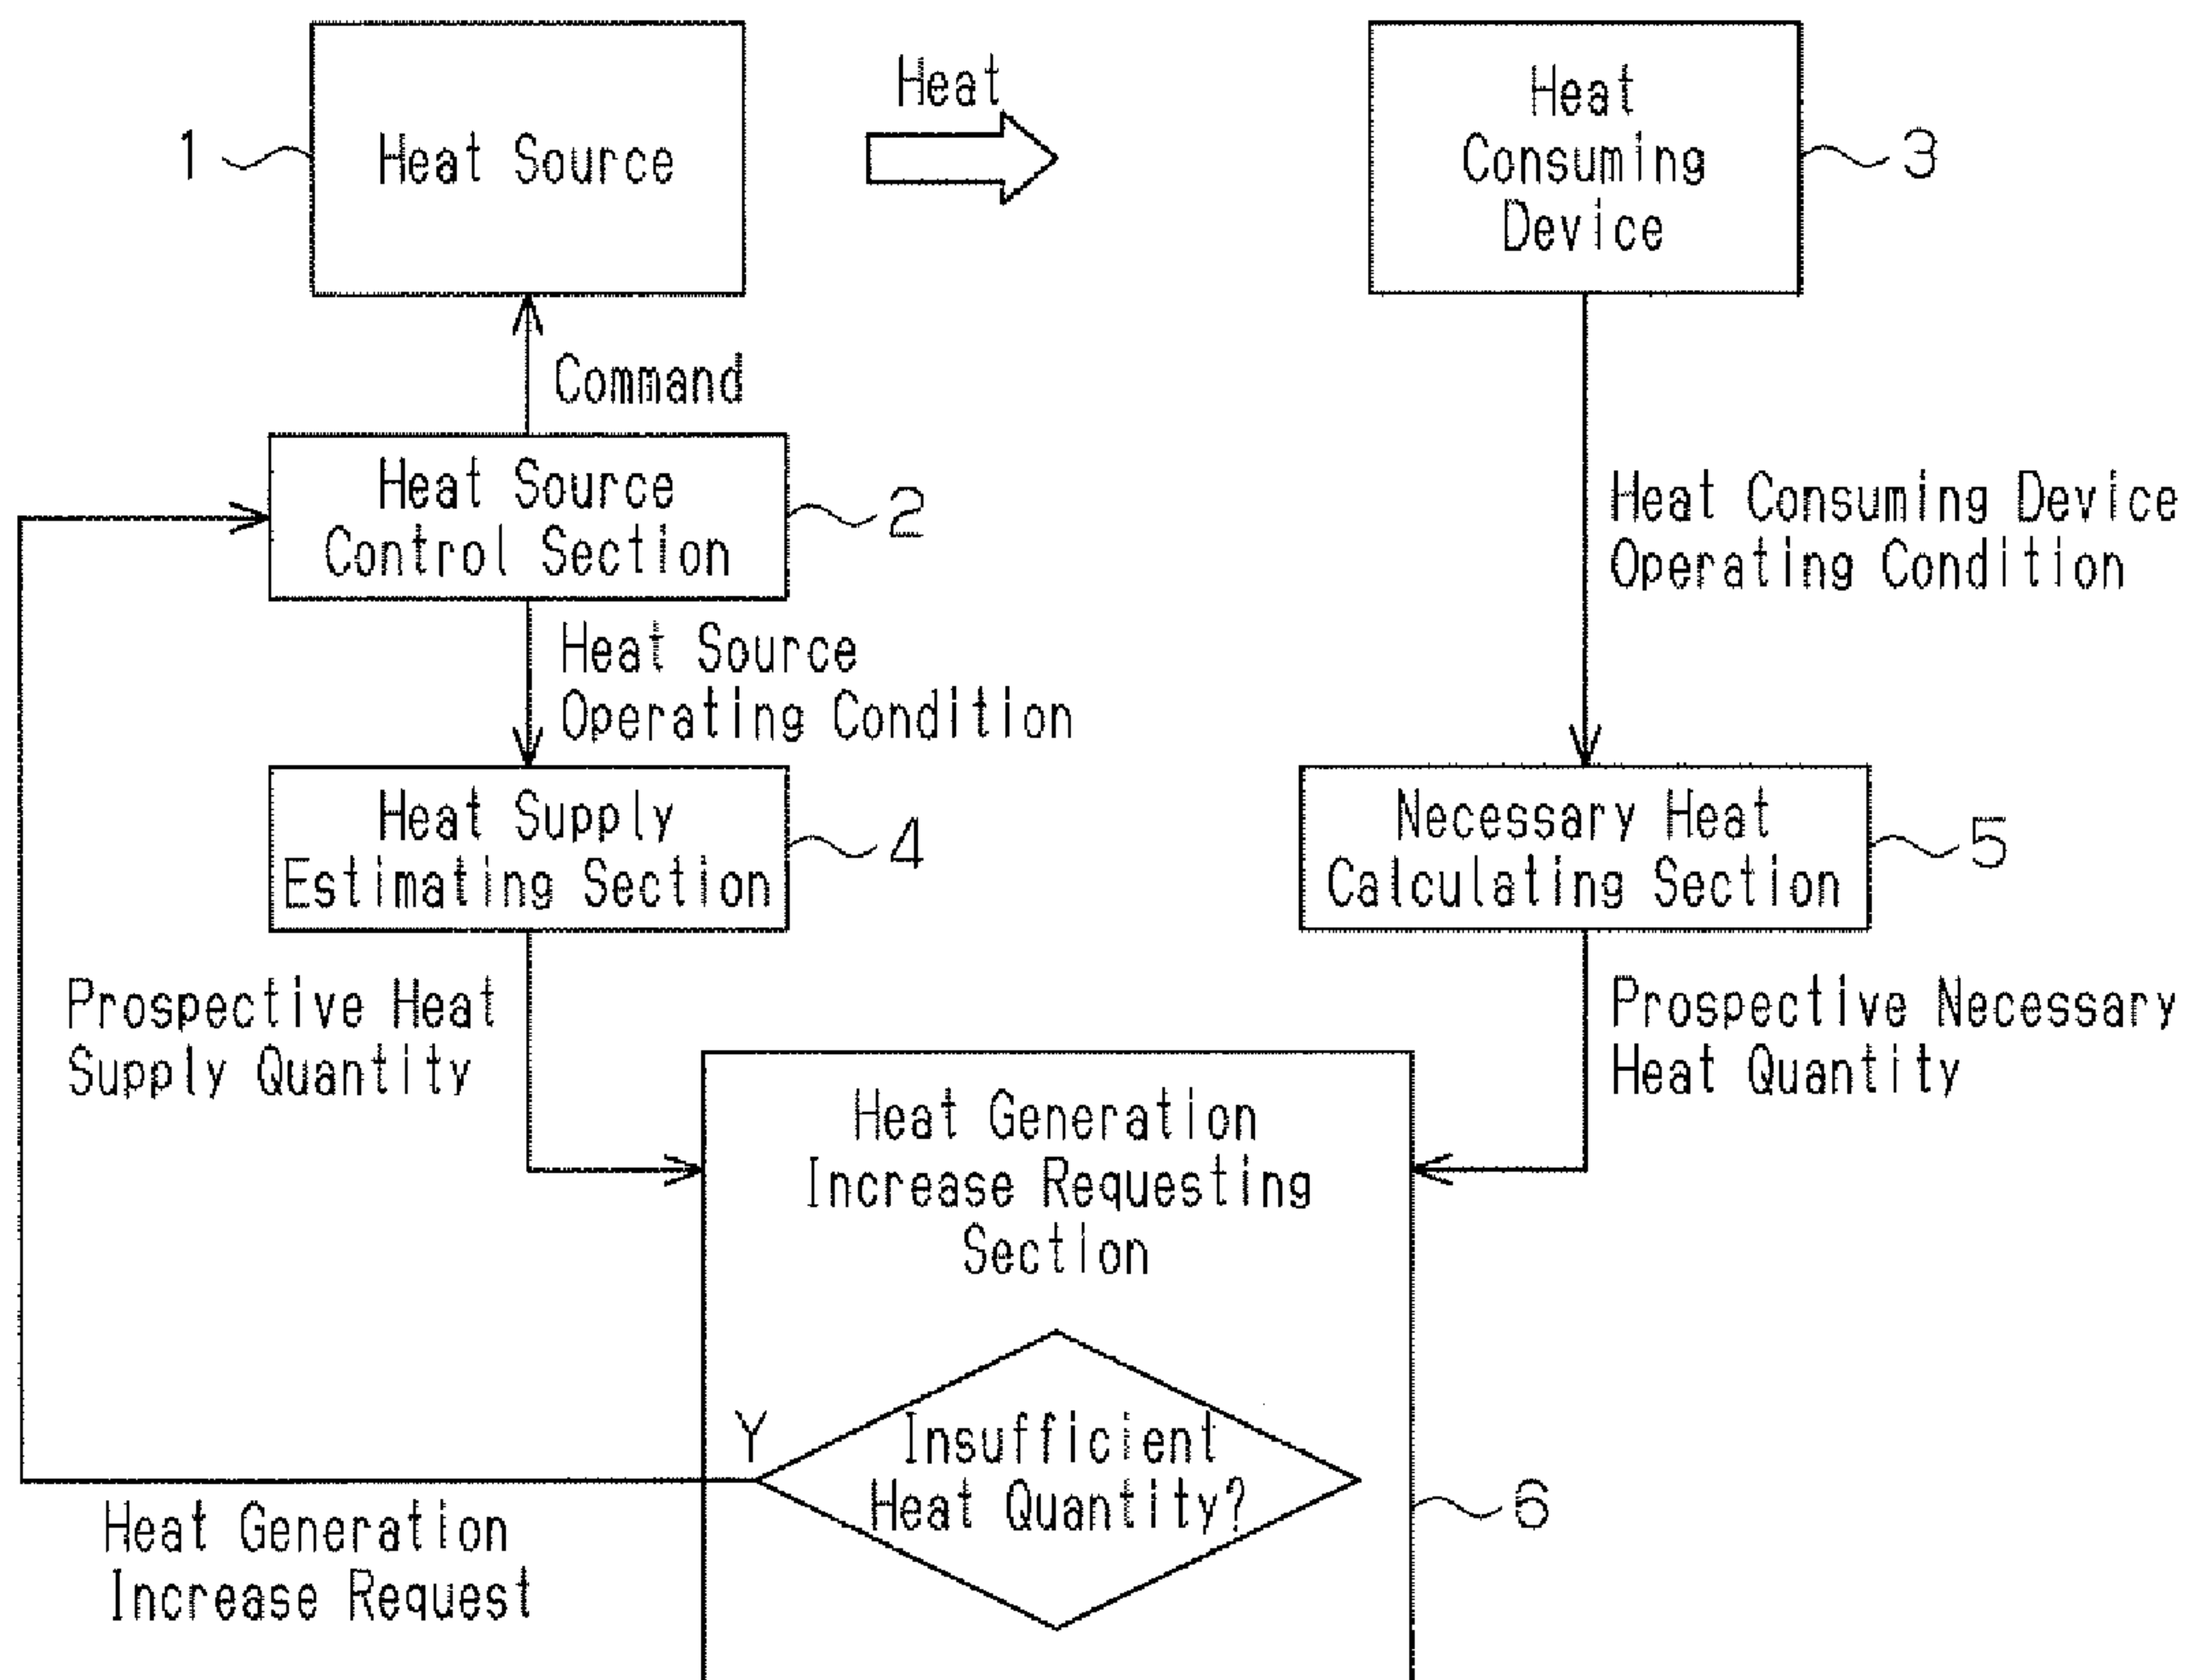 1
Heat Source
Heat
Heat
Consuming
Device
3
Command
Heat Source
Control Section
2
Heat Consuming Device
Operating Condition
Heat Source
Operating Condition
Heat Supply
Estimating Section
4
Necessary Heat
Calculating Section
5
Prospective Heat
Supply Quantity
Prospective Necessary
Heat Quantity
Heat Generation
Increase Requesting
Section
Y
Insufficient
Heat Quantity?
6
Heat Generation
Increase Request